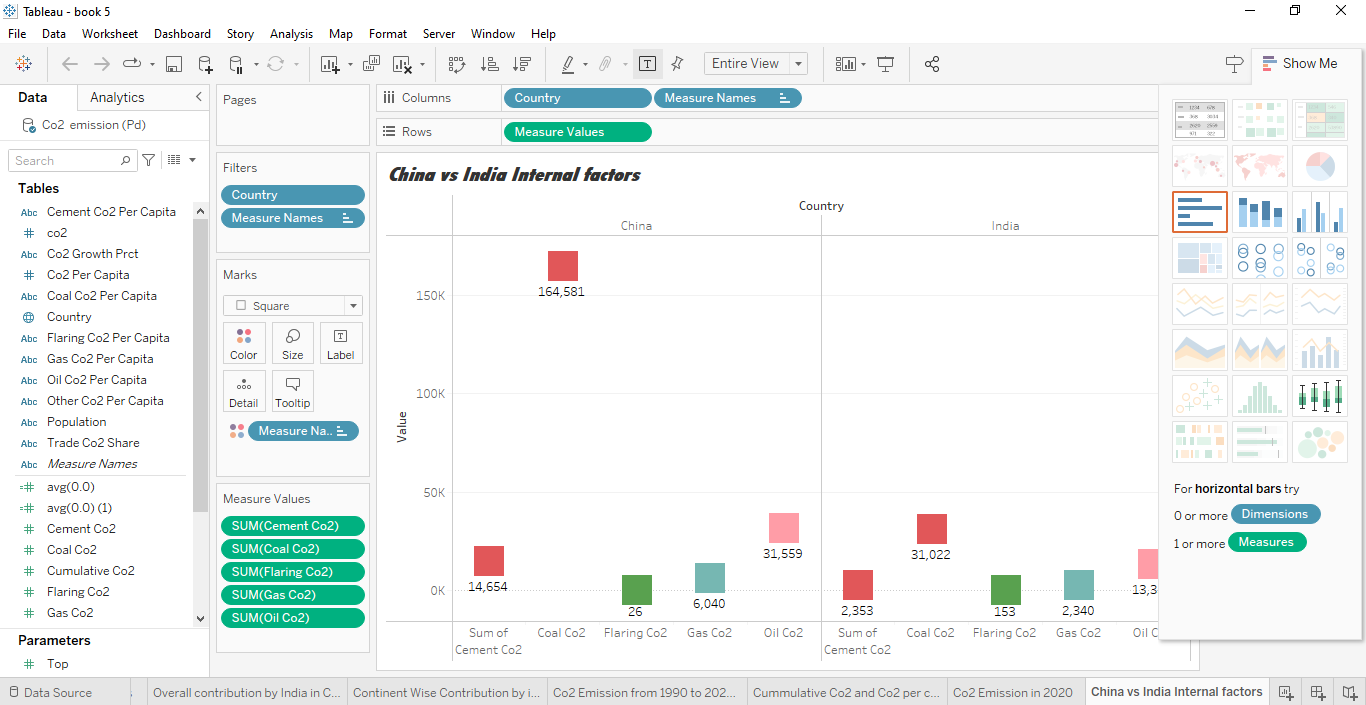 Tableau - book 5
File Data Worksheet Dashboard Story Analysis Map Format Server Window Help
Entire View
Show Me
Data Analytics
Co2 emission (Pd)
Search
Tables
Abc Cement Co2 Per Capita
co2
Abc Co2 Growth Prct
Co2 Per Capita
Abc Coal Co2 Per Capita
Country
Abc Flaring Co2 Per Capita
Abc Gas Co2 Per Capita
Abc Oil Co2 Per Capita
Abc Other Co2 Per Capita
Abc Population
Abc Trade Co2 Share
Abc Measure Names
avg(0.0)
avg(0.0) (1)
Cement Co2
Coal Co2
Cumulative Co2
Flaring Co2
Gas Co2
Parameters
Top
Pages
Filters
Country
Measure Names
Marks
Square
Color Size Label
Detail Tooltip
Measure Na..
Measure Values
SUM(Cement Co2)
SUM(Coal Co2)
SUM(Flaring Co2)
SUM(Gas Co2)
SUM(Oil Co2)
Columns Country Measure Names
Rows Measure Values
China vs India Internal factors
Country
China India
Value
150K
100K
50K
0K
164,581
14,654
26
6,040
31,559
2,353
31,022
153
2,340
13,3
Sum of Cement Co2
Coal Co2
Flaring Co2
Gas Co2
Oil Co2
Sum of Cement Co2
Coal Co2
Flaring Co2
Gas Co2
Oil C
For horizontal bars try
0 or more Dimensions
1 or more Measures
Data Source Overall contribution by India in C... Continent Wise Contribution by i... Co2 Emission from 1990 to 202... Cummulative Co2 and Co2 per c... Co2 Emission in 2020 China vs India Internal factors